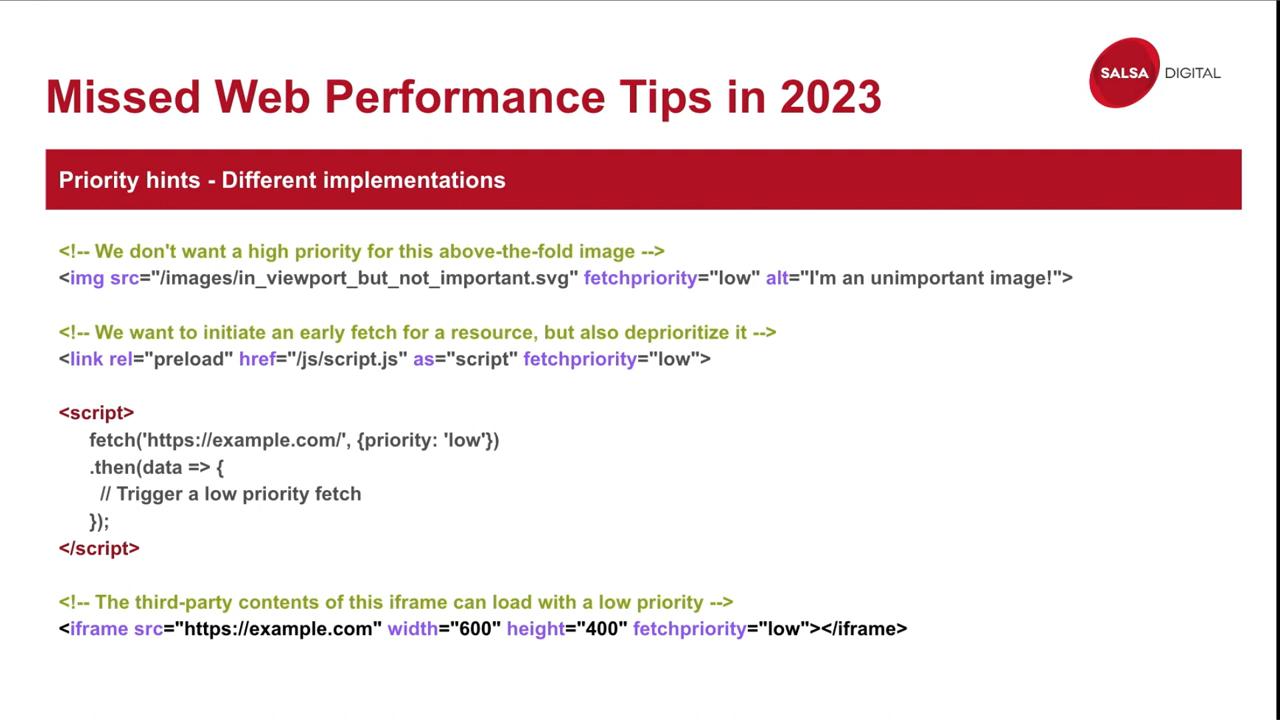 SALSA DIGITAL
Missed Web Performance Tips in 2023
Priority hints - Different implementations
<!-- We don't want a high priority for this above-the-fold image -->
<img src="/images/in_viewport_but_not_important.svg" fetchpriority="low" alt="I'm an unimportant image!">
<!-- We want to initiate an early fetch for a resource, but also deprioritize it -->
<link rel="preload" href="/js/script.js" as="script" fetchpriority="low">
<script>
fetch('https://example.com/', {priority: 'low'})
.then(data => {
// Trigger a low priority fetch
});
</script>
<!-- The third-party contents of this iframe can load with a low priority -->
<iframe src="https://example.com" width="600" height="400" fetchpriority="low"></iframe>